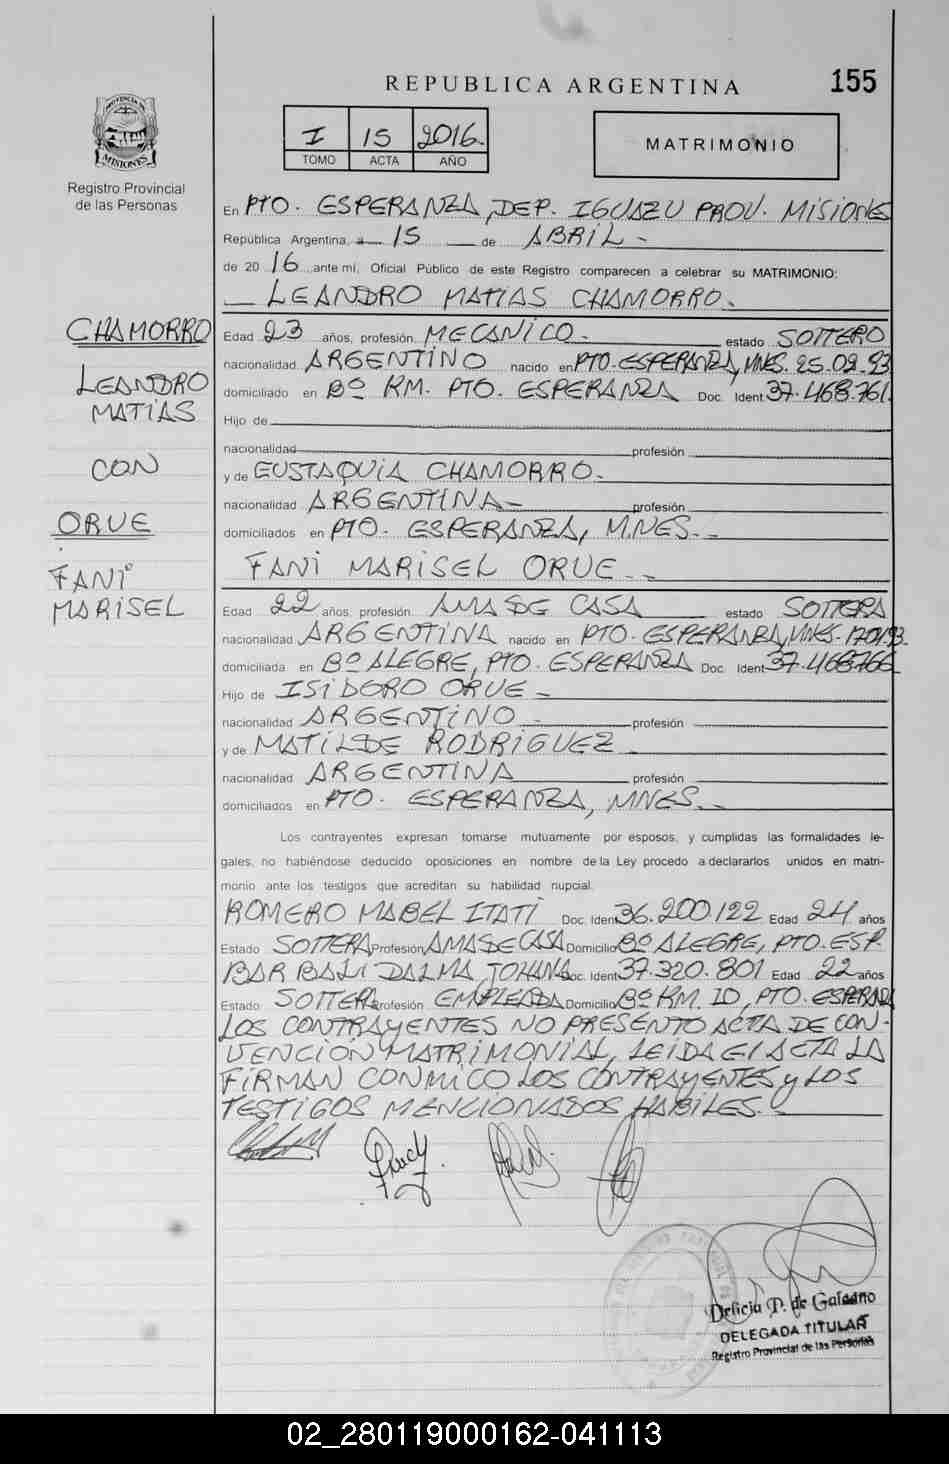 REPUBLICA ARGENTINA 155
I 15 2016
TOMO ACTA AÑO
MATRIMONIO
PROVINCIA DE MISIONES
Registro Provincial
de las Personas
En PTO. ESPERANZA, DEP. IGUAZU PROV. MISIONES
República Argentina, a 15 de ABRIL -
de 20 16 ante mí, Oficial Público de este Registro comparecen a celebrar su MATRIMONIO:
LEANDRO MATIAS CHAMORRO.
CHAMORRO
LEANDRO
MATIAS
CON
ORUE
FANI
MARISEL
Edad 23 años, profesión MECANICO - estado SOLTERO
nacionalidad ARGENTINO nacido en PTO. ESPERANZA, MNES. 25.02.93
domiciliado en Bº KM. PTO. ESPERANZA Doc. Ident 37.468.761
Hijo de
nacionalidad profesión
y de EUSTAQUIA CHAMORRO.
nacionalidad ARGENTINA profesión
domiciliados en PTO. ESPERANZA, MNES. -
FANI MARISEL ORUE. -
Edad 22 años, profesión AMA DE CASA estado SOLTERA
nacionalidad ARGENTINA nacido en PTO. ESPERANZA, MNES.
domiciliada en Bº ALEGRE, PTO. ESPERANZA Doc. Ident 37.468.766
Hijo de ISIDORO ORUE -
nacionalidad ARGENTINO - profesión
y de MATILDE RODRIGUEZ
nacionalidad ARGENTINA profesión
domiciliados en PTO. ESPERANZA, MNES. -
Los contrayentes expresan tomarse mutuamente por esposos, y cumplidas las formalidades le-
gales, no habiéndose deducido oposiciones en nombre de la Ley procedo a declararlos unidos en matri-
monio ante los testigos que acreditan su habilidad nupcial.
ROMERO MABEL ITATI Doc. Ident 36.200.122 Edad 24 años
Estado SOLTERA Profesión AMA DE CASA Domicilio Bº ALEGRE, PTO. ESP.
BARBALI DALMA JOHANA Doc. Ident 37.320.801 Edad 22 años
Estado SOLTERA Profesión EMPLEADA Domicilio Bº KM. 10, PTO. ESPERANZA
LOS CONTRAYENTES NO PRESENTO ACTA DE CON-
VENCION MATRIMONIAL, LEIDA EL ACTA LA
FIRMAN CONMIGO LOS CONTRAYENTES y LOS
TESTIGOS MENCIONADOS HABILES. -
Delicia P. de Galeano
DELEGADA TITULAR
Registro Provincial de las Personas
02_280119000162-041113